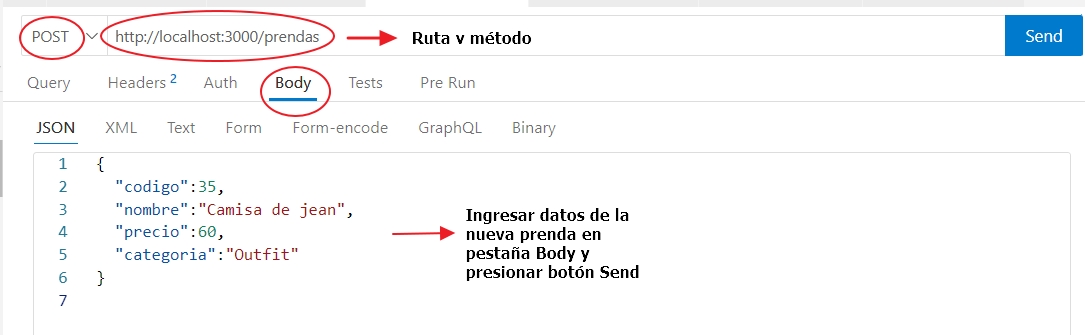 POST http://localhost:3000/prendas Ruta y método Send
Query Headers 2 Auth Body Tests Pre Run
JSON XML Text Form Form-encode GraphQL Binary
1 {
2 "codigo":35,
3 "nombre":"Camisa de jean",
4 "precio":60,
5 "categoria":"Outfit"
6 }
7
Ingresar datos de la
nueva prenda en
pestaña Body y
presionar botón Send